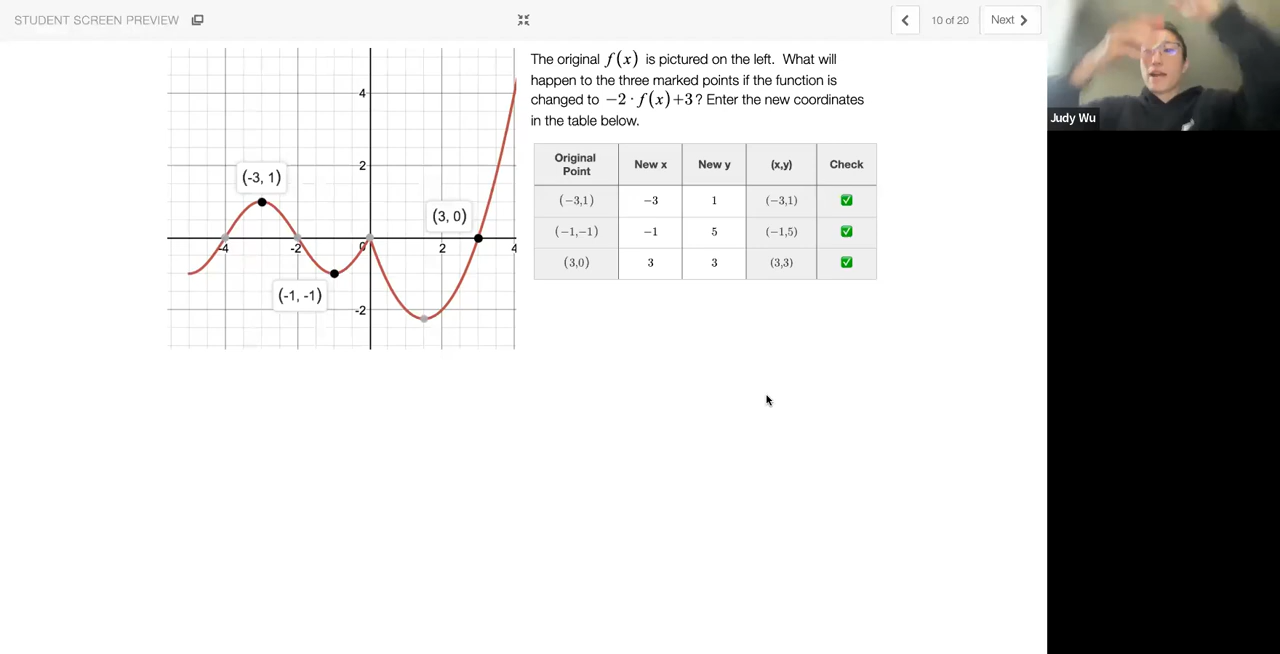 STUDENT SCREEN PREVIEW
10 of 20
Next
The original f(x) is pictured on the left. What will
happen to the three marked points if the function is
changed to −2·f(x)+3? Enter the new coordinates
in the table below.
Original Point New x New y (x,y) Check
(−3,1) −3 1 (−3,1) ✅
(−1,−1) −1 5 (−1,5) ✅
(3,0) 3 3 (3,3) ✅
4
2
(-3, 1)
(3, 0)
-4 -2 0 2 4
(-1, -1)
-2
Judy Wu